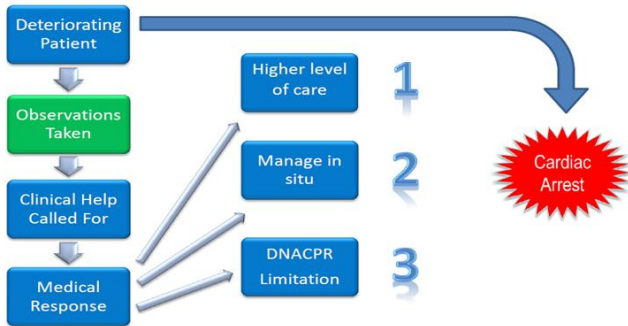 Deteriorating
Patient
Observations
Taken
Clinical Help
Called For
Medical
Response
Higher level
of care
1
Manage in
situ
2
DNACPR
Limitation
3
Cardiac
Arrest